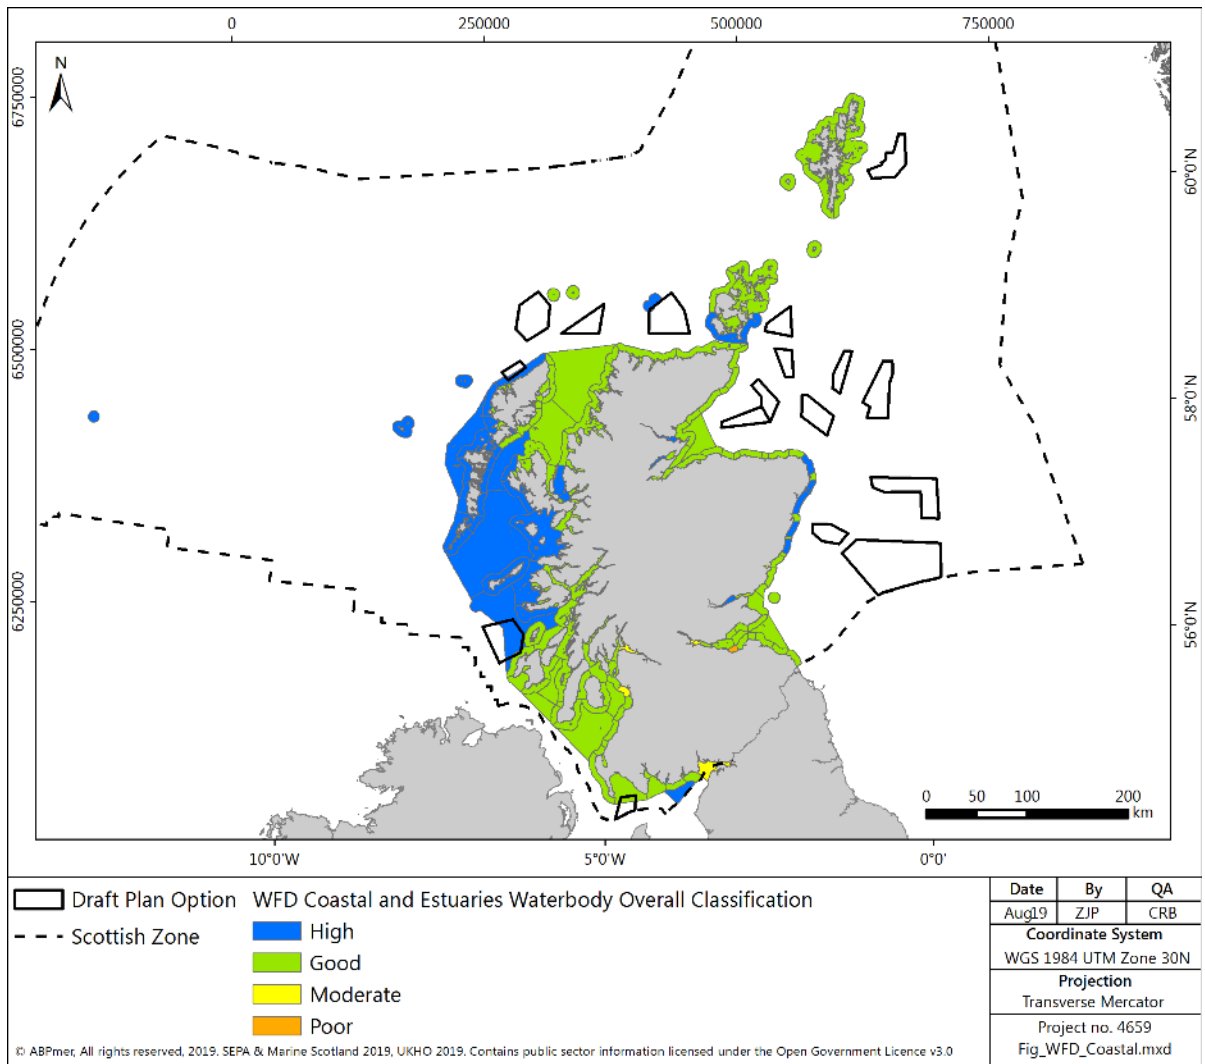 0 250000 500000 750000
N
6750000
6500000
6250000
60°0'N
58°0'N
56°0'N
0 50 100 200
km
10°0'W 5°0'W 0°0'
Draft Plan Option
Scottish Zone
WFD Coastal and Estuaries Waterbody Overall Classification
High
Good
Moderate
Poor
Date By QA
Aug19 ZJP CRB
Coordinate System
WGS 1984 UTM Zone 30N
Projection
Transverse Mercator
Project no. 4659
Fig_WFD_Coastal.mxd
© ABPmer, All rights reserved, 2019. SEPA & Marine Scotland 2019, UKHO 2019. Contains public sector information licensed under the Open Government Licence v3.0